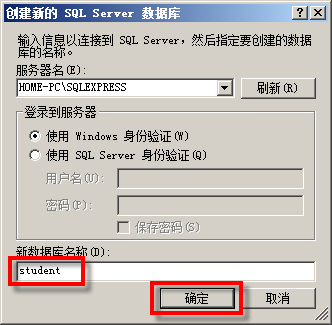 创建新的 SQL Server 数据库
输入信息以连接到 SQL Server，然后指定要创建的数据
库的名称。
服务器名(E):
HOME-PC\SQLEXPRESS
刷新(R)
登录到服务器
使用 Windows 身份验证(W)
使用 SQL Server 身份验证(Q)
用户名(U):
密码(P):
保存密码(S)
新数据库名称(D):
student
确定
取消